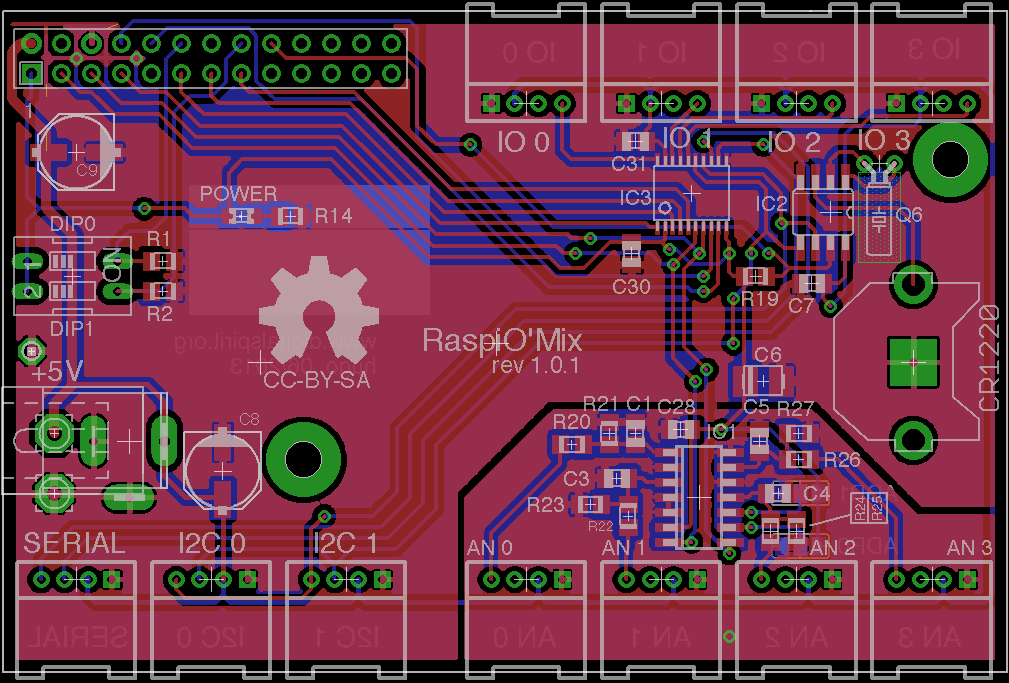 IO 0
IO 1
IO 2
IO 3
1
C9
IO 0
IO 1
IO 2
IO 3
C31
IC3
IC2
Q6
POWER
R14
DIP0
R1
ON
1
2
R2
DIP1
C30
R19
C7
+5V
RaspiO'Mix
rev 1.0.1
CC-BY-SA
CR1220
C6
C8
R21
C1
C28
C5
R27
R20
IC1
R26
C3
C4
R23
R22
R24
R25
SERIAL
I2C 0
I2C 1
AN 0
AN 1
AN 2
AN 3
SERIAL
I2C 0
I2C 1
AN 0
AN 1
AN 2
AN 3